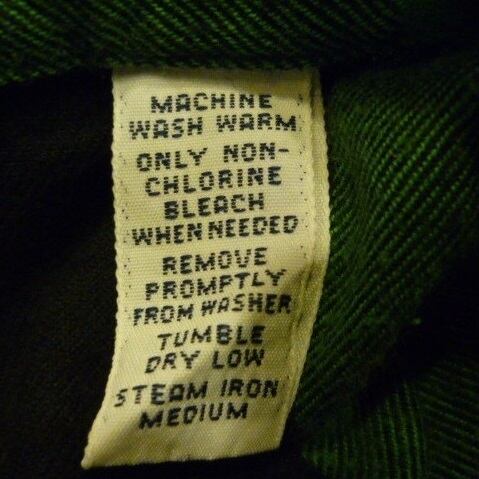 MACHINE
WASH WARM
ONLY NON-
CHLORINE
BLEACH
WHEN NEEDED
REMOVE
PROMPTLY
FROM WASHER
TUMBLE
DRY LOW
STEAM IRON
MEDIUM